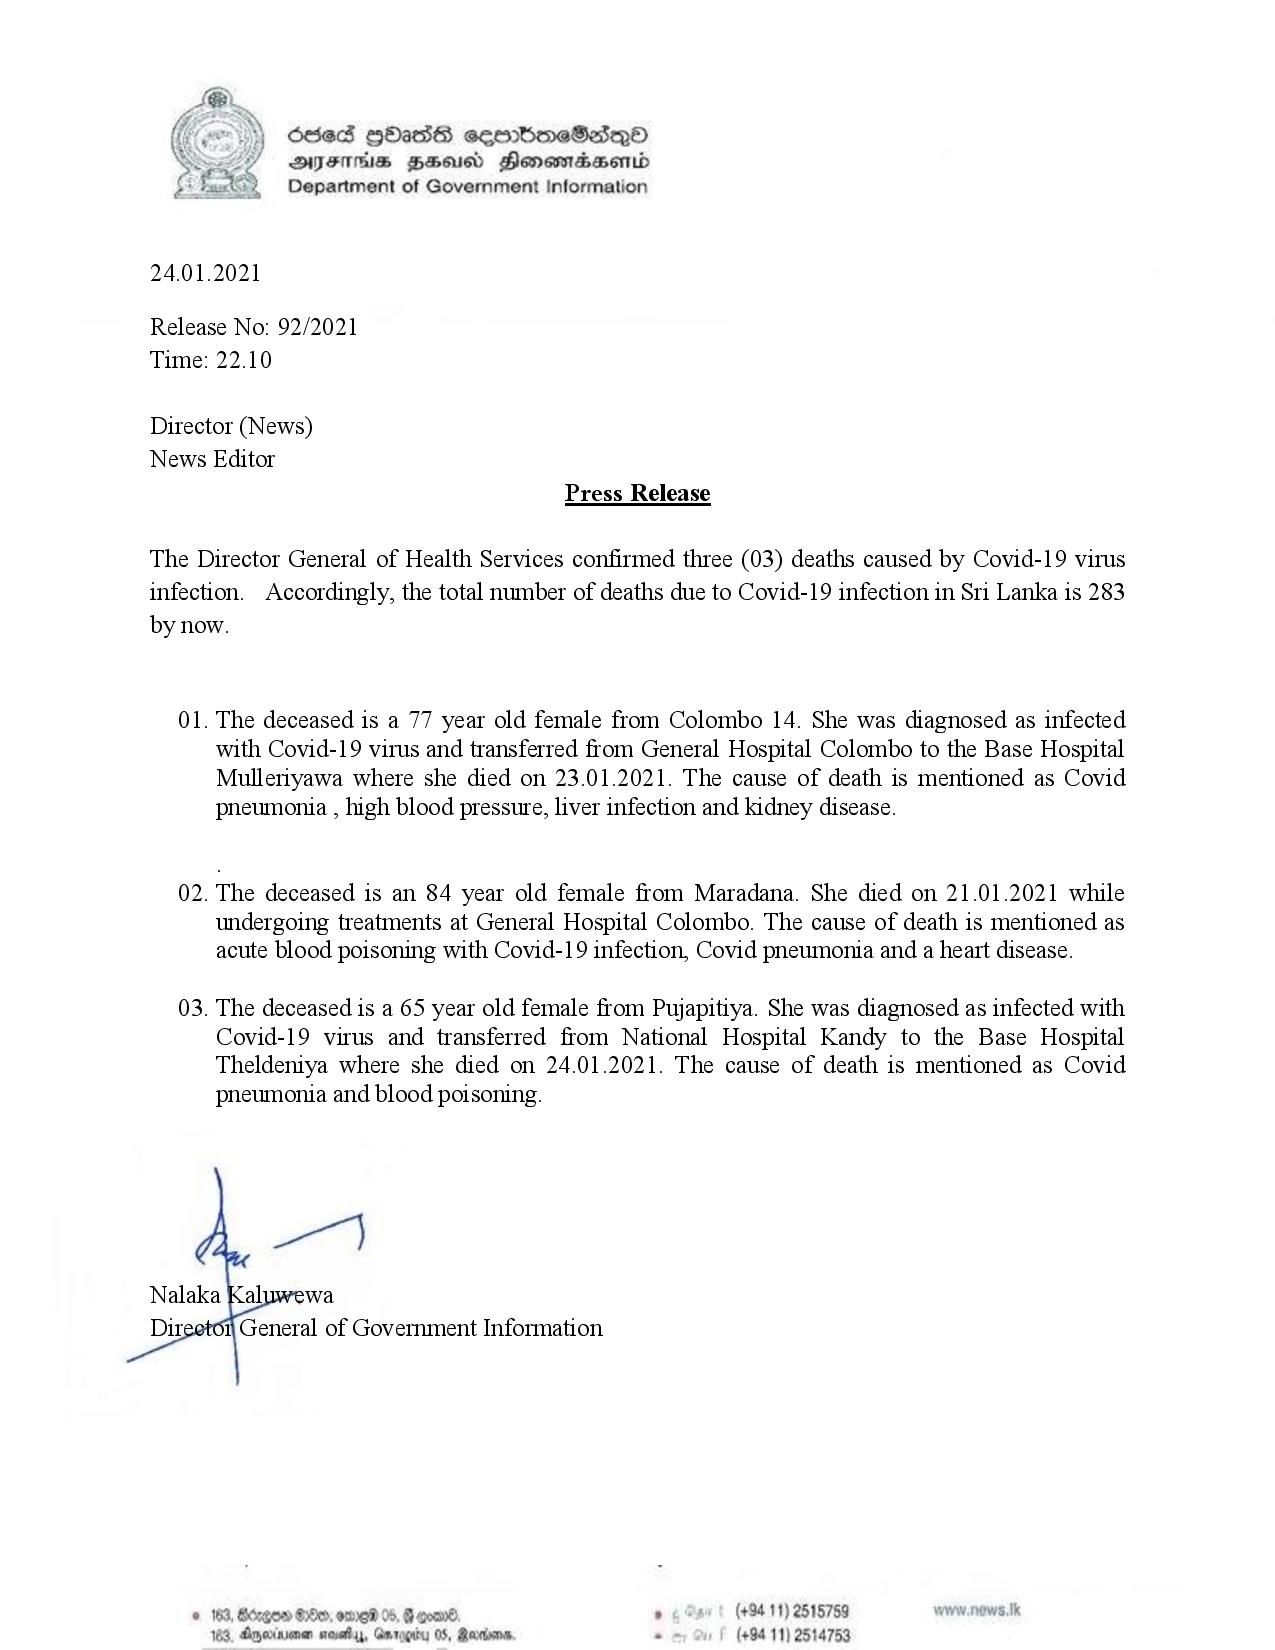 රජයේ ප්‍රවෘත්ති දෙපාර්තමේන්තුව
அரசாங்க தகவல் திணைக்களம்
Department of Government Information
24.01.2021
Release No: 92/2021
Time: 22.10
Director (News)
News Editor
Press Release
The Director General of Health Services confirmed three (03) deaths caused by Covid-19 virus
infection. Accordingly, the total number of deaths due to Covid-19 infection in Sri Lanka is 283
by now.
01. The deceased is a 77 year old female from Colombo 14. She was diagnosed as infected
with Covid-19 virus and transferred from General Hospital Colombo to the Base Hospital
Mulleriyawa where she died on 23.01.2021. The cause of death is mentioned as Covid
pneumonia , high blood pressure, liver infection and kidney disease.
.
02. The deceased is an 84 year old female from Maradana. She died on 21.01.2021 while
undergoing treatments at General Hospital Colombo. The cause of death is mentioned as
acute blood poisoning with Covid-19 infection, Covid pneumonia and a heart disease.
03. The deceased is a 65 year old female from Pujapitiya. She was diagnosed as infected with
Covid-19 virus and transferred from National Hospital Kandy to the Base Hospital
Theldeniya where she died on 24.01.2021. The cause of death is mentioned as Covid
pneumonia and blood poisoning.
Nalaka Kaluwewa
Director General of Government Information
163, කිරුලපන මාවත, කොළඹ 05, ශ්‍රී ලංකාව.
163, கிருலப்பனை எவனியூ, கொழும்பு 05, இலங்கை.
(+94 11) 2515759
(+94 11) 2514753
www.news.lk